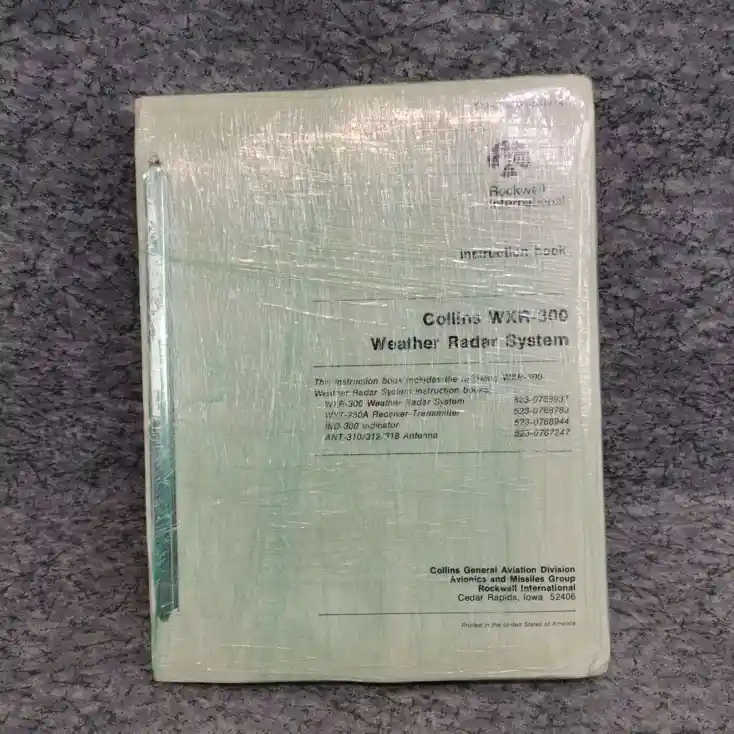 Rockwell
International
instruction book
Collins WXR-300
Weather Radar System
This instruction book includes the following WXR-300
Weather Radar System instruction books:
WXR-300 Weather Radar System 523-0768937
WXT-250A Receiver-Transmitter 523-0768783
IND-300 Indicator 523-0768944
ANT-310/312/318 Antenna 523-0767247
Collins General Aviation Division
Avionics and Missiles Group
Rockwell International
Cedar Rapids, Iowa 52406
Printed in the United States of America